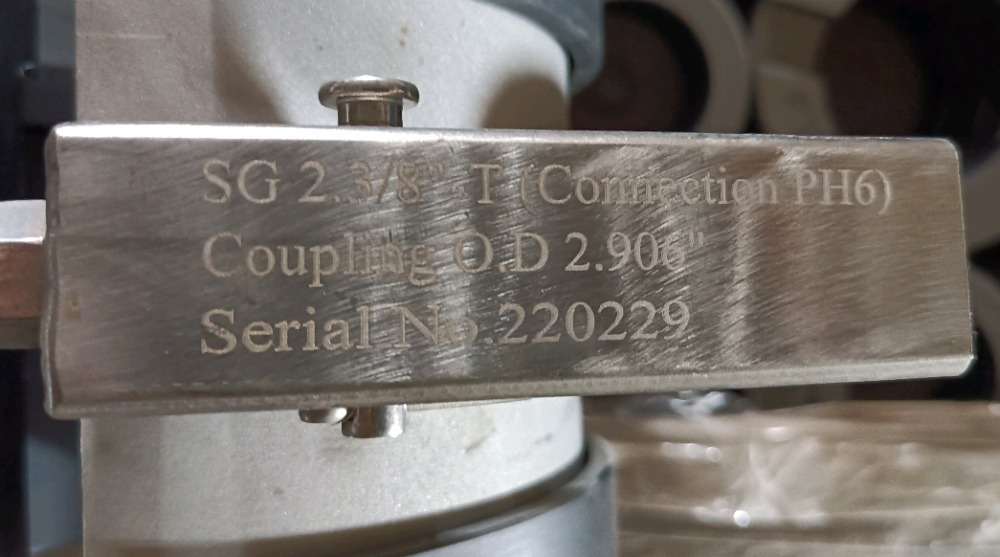 SG 2 3/8"-T (Connection PH6)
Coupling O.D 2.906"
Serial No.220229